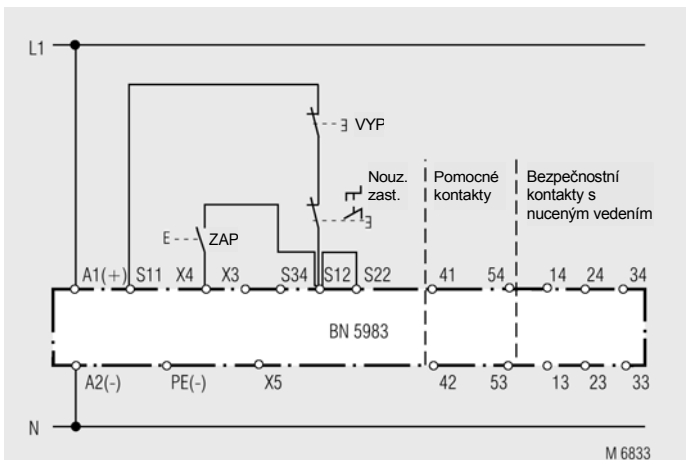 L1
VYP
Nouz.
zast.
Pomocné
kontakty
Bezpečnostní
kontakty s
nuceným vedením
E
ZAP
A1(+) S11 X4 X3 S34 S12 S22 41 54 14 24 34
BN 5983
A2(-) PE(-) X5 42 53 13 23 33
N
M 6833